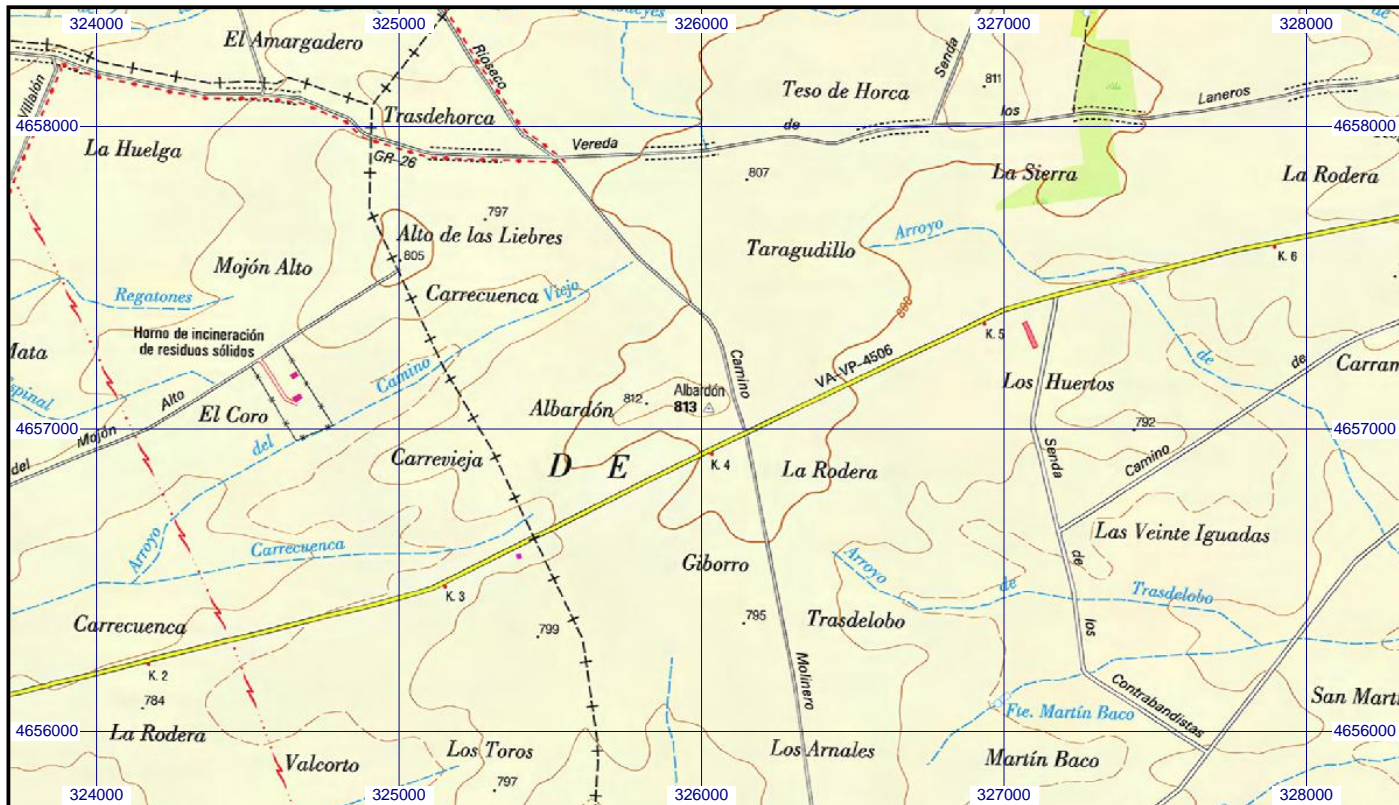 324000
325000
326000
327000
328000
de
El Amargadero
Rioseco
Senda
811
Villalón
Teso de Horca
Laneros
los
de
4658000
Trasdehorca
Vereda
4658000
La Huelga
GR-26
807
La Sierra
La Rodera
797
Alto de las Liebres
Arroyo
Taragudillo
805
Mojón Alto
K. 6
Regatones
Carrecuenca
Viejo
800
Horno de incineración
de residuos sólidos
K. 5
de
Mata
Camino
VA-VP-4506
de
Carram
Espinal
Alto
El Coro
Camino
Los Huertos
812
Albardón
813
Albardón
792
4657000
Mojón
4657000
del
del
Carrevieja
D E
K. 4
La Rodera
Senda
Camino
Arroyo
Carrecuenca
Las Veinte Iguadas
Giborro
Arroyo
de
de
Trasdelobo
K. 3
Carrecuenca
799
795
Trasdelobo
los
K. 2
Molinero
784
Contrabandistas
San Marti
Fte. Martín Baco
4656000
La Rodera
Los Toros
Los Arnales
4656000
Valcorto
Martín Baco
797
324000
325000
326000
327000
328000